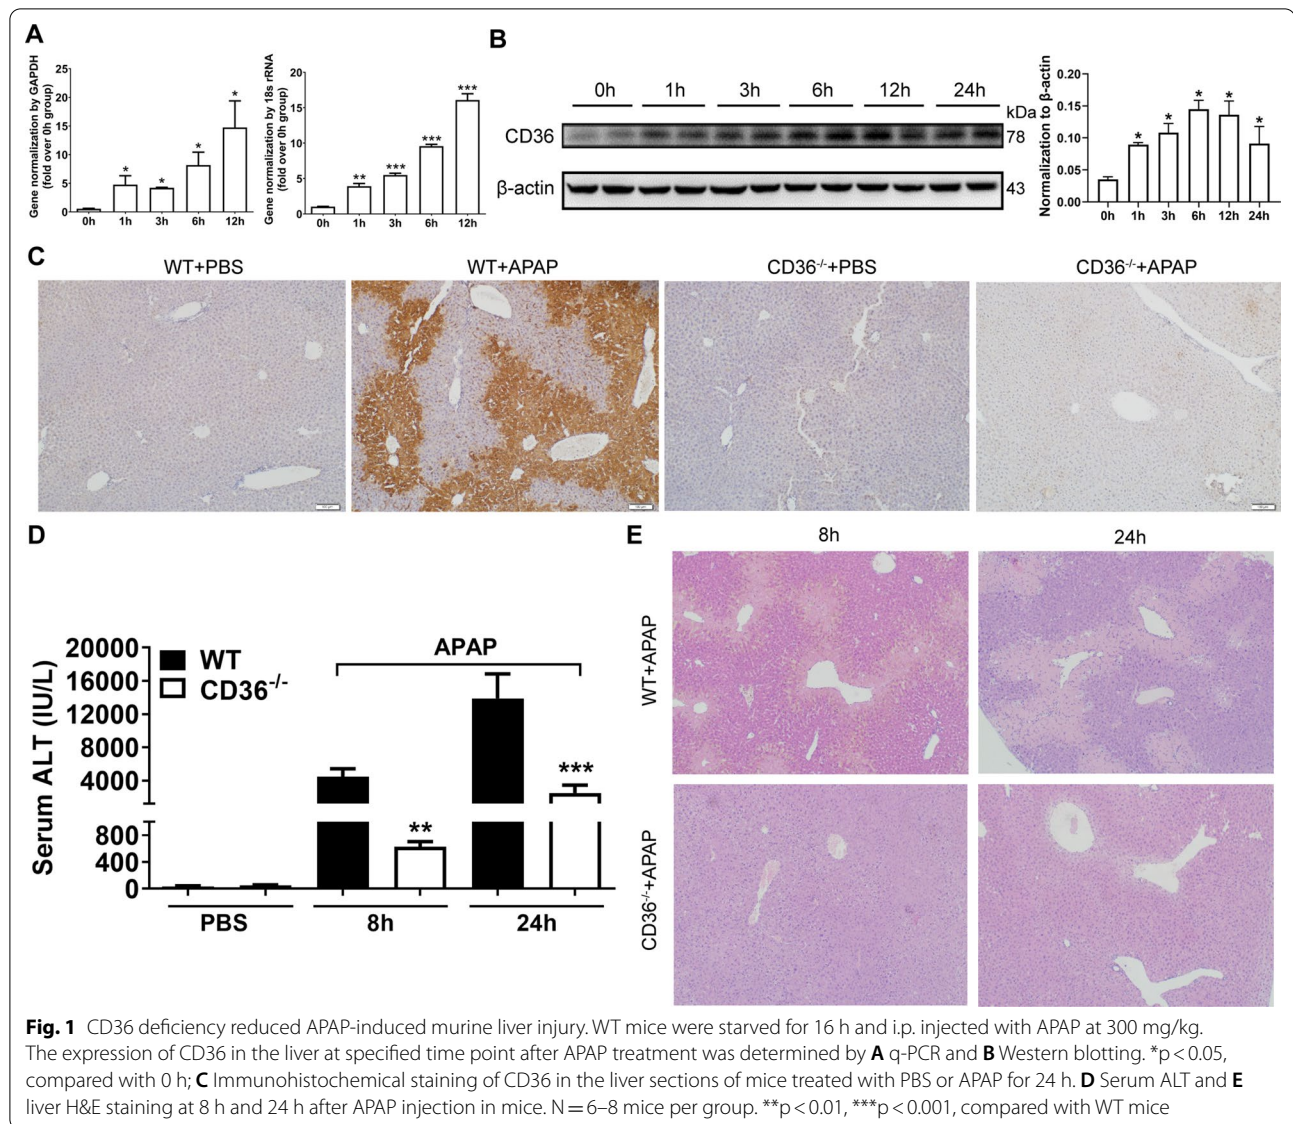 A
Gene normalization by GAPDH
(fold over 0h group)
25
20
15
10
5
0
* * * *
0h 1h 3h 6h 12h
Gene normalization by 18s rRNA
(fold over 0h group)
20
15
10
5
0
** *** *** ***
0h 1h 3h 6h 12h
B
0h 1h 3h 6h 12h 24h
kDa
CD36 78
β-actin 43
Normalization to β-actin
0.20
0.15
0.10
0.05
0.00
* * * * *
0h 1h 3h 6h 12h 24h
C
WT+PBS WT+APAP CD36-/-+PBS CD36-/-+APAP
D
Serum ALT (IU/L)
20000
16000
12000
8000
4000
800
400
0
WT
CD36-/-
APAP
** ***
PBS 8h 24h
E
8h 24h
WT+APAP
CD36-/-+APAP
Fig. 1 CD36 deficiency reduced APAP-induced murine liver injury. WT mice were starved for 16 h and i.p. injected with APAP at 300 mg/kg.
The expression of CD36 in the liver at specified time point after APAP treatment was determined by A q-PCR and B Western blotting. *p < 0.05,
compared with 0 h; C Immunohistochemical staining of CD36 in the liver sections of mice treated with PBS or APAP for 24 h. D Serum ALT and E
liver H&E staining at 8 h and 24 h after APAP injection in mice. N = 6–8 mice per group. **p < 0.01, ***p < 0.001, compared with WT mice